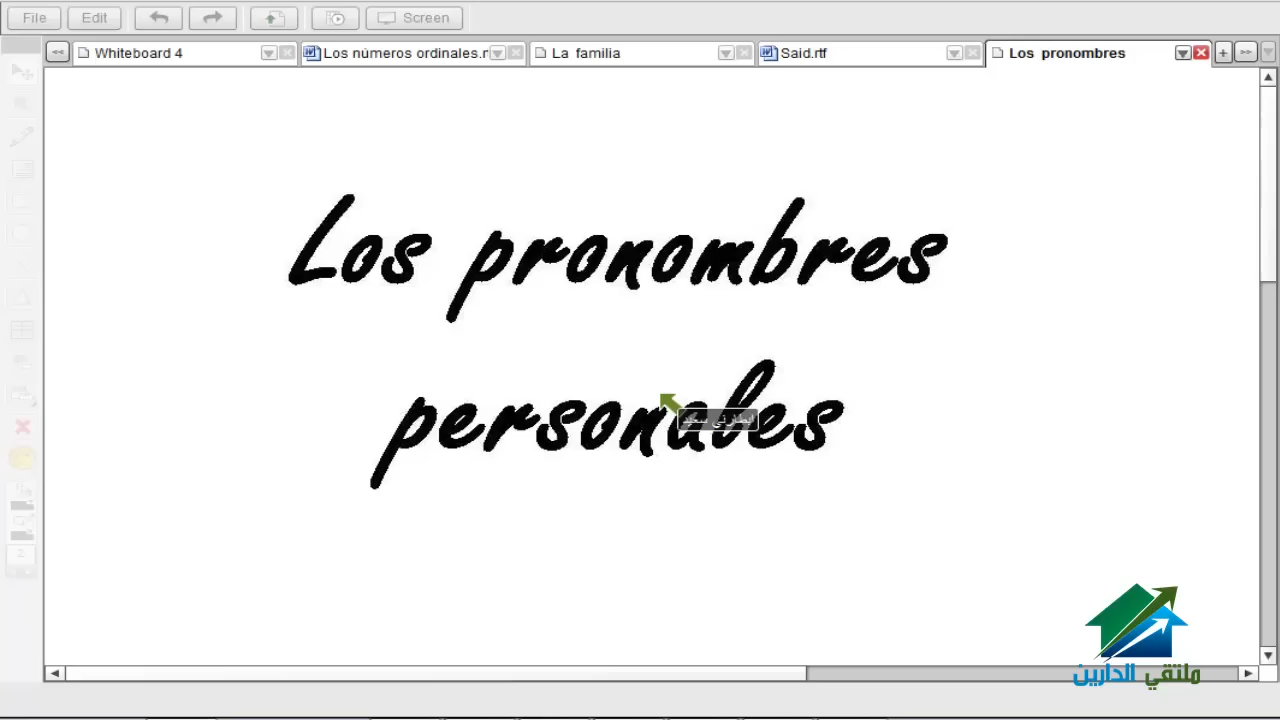 File Edit Screen
Whiteboard 4 Los números ordinales.r La familia Said.rtf Los pronombres
Los pronombres
personales
ملتقي الدارين